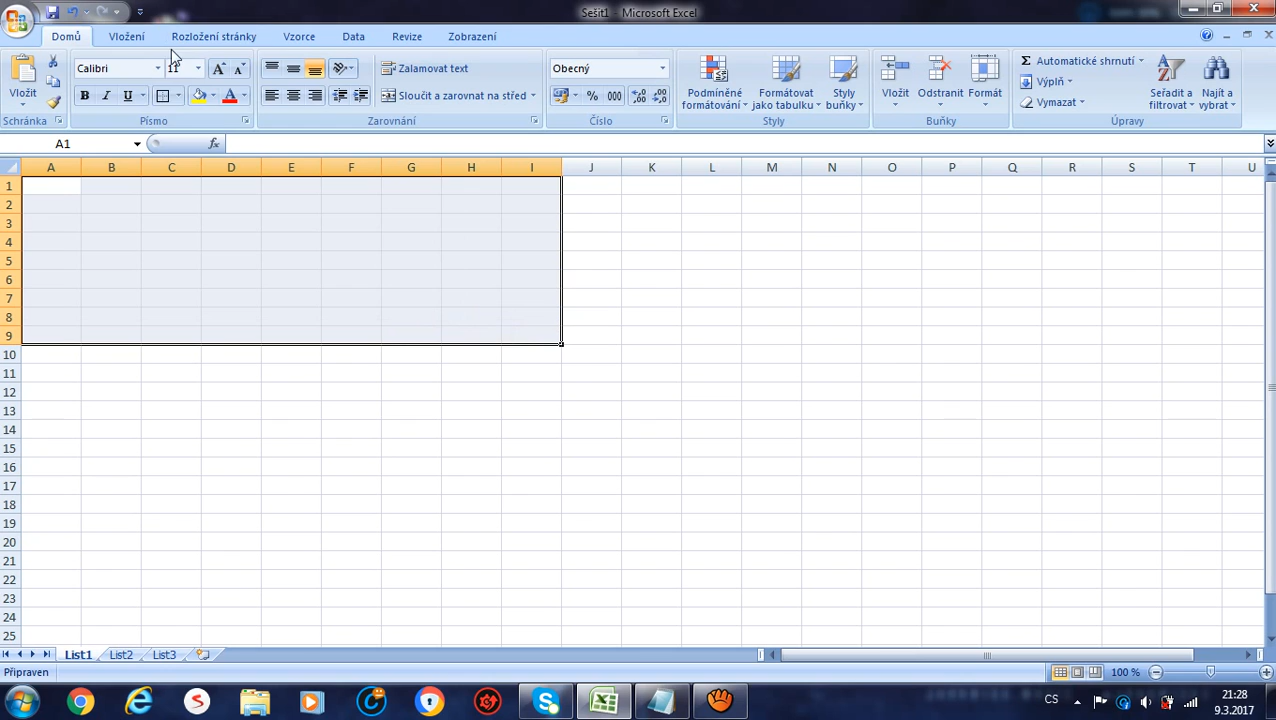 Sešit1 - Microsoft Excel
Domů Vložení Rozložení stránky Vzorce Data Revize Zobrazení
Calibri 11 Zalamovat text Obecný Automatické shrnutí
Výplň
Vložit B I U Sloučit a zarovnat na střed % 000 Podmíněné formátování Formátovat jako tabulku Styly buňky Vložit Odstranit Formát Vymazat Seřadit a filtrovat Najít a vybrat
Schránka Písmo Zarovnání Číslo Styly Buňky Úpravy
A1 fx
A B C D E F G H I J K L M N O P Q R S T U
1
2
3
4
5
6
7
8
9
10
11
12
13
14
15
16
17
18
19
20
21
22
23
24
25
List1 List2 List3
Připraven 100 %
CS 21:28
9.3.2017